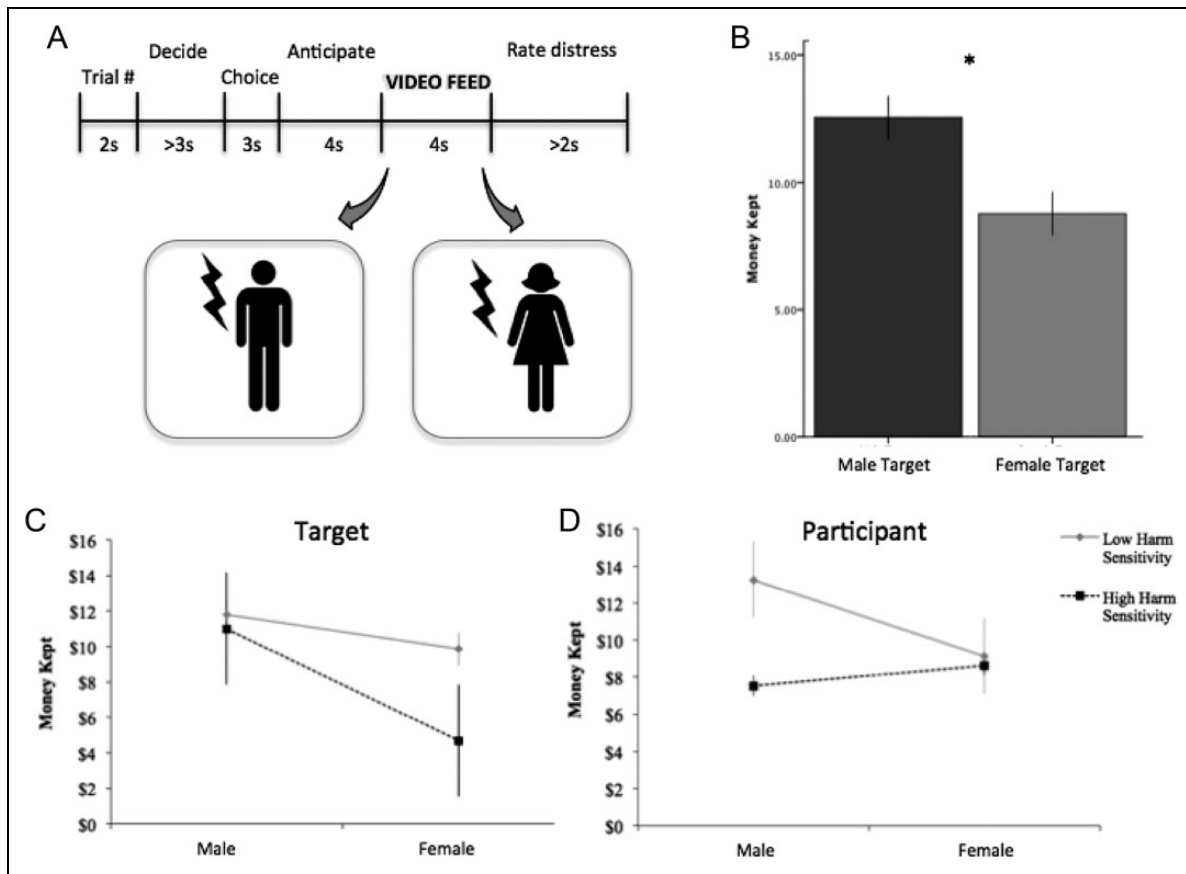 A
Decide
Anticipate
Rate distress
Trial #
Choice
VIDEO FEED
2s
>3s
3s
4s
4s
>2s
B
*
15.00
10.00
5.00
0.00
Money Kept
Male Target
Female Target
C
Target
$16
$14
$12
$10
$8
$6
$4
$2
$0
Money Kept
Male
Female
D
Participant
$16
$14
$12
$10
$8
$6
$4
$2
$0
Money Kept
Male
Female
Low Harm
Sensitivity
High Harm
Sensitivity